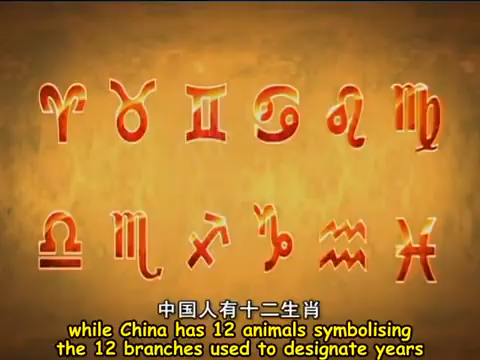 中国人有十二生肖
while China has 12 animals symbolising
the 12 branches used to designate years